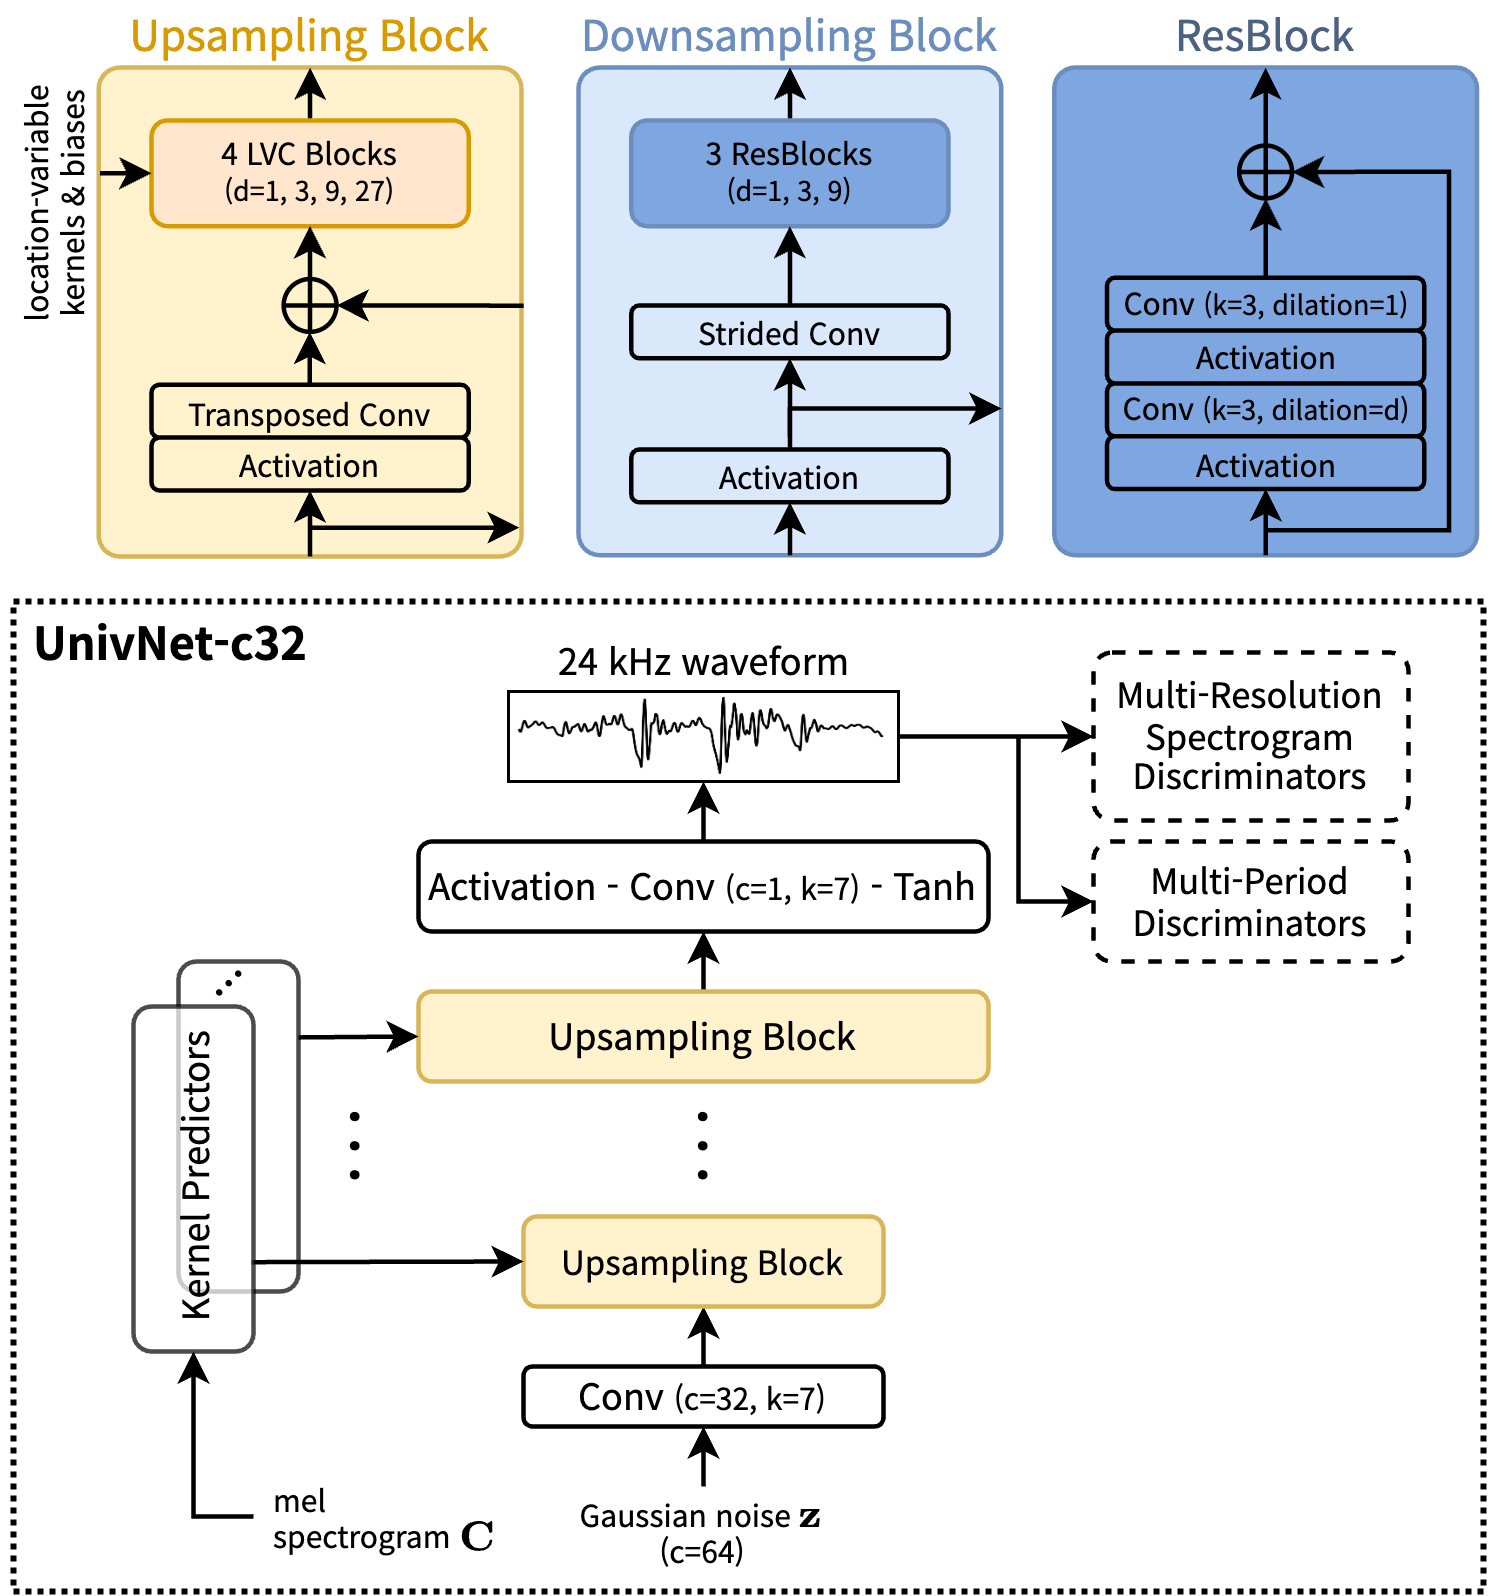 Upsampling Block
location-variable
kernels & biases
4 LVC Blocks
(d=1, 3, 9, 27)
Transposed Conv
Activation
Downsampling Block
3 ResBlocks
(d=1, 3, 9)
Strided Conv
Activation
ResBlock
Conv (k=3, dilation=1)
Activation
Conv (k=3, dilation=d)
Activation
UnivNet-c32
24 kHz waveform
Multi-Resolution
Spectrogram
Discriminators
Multi-Period
Discriminators
Activation - Conv (c=1, k=7) - Tanh
Upsampling Block
Kernel Predictors
Upsampling Block
Conv (c=32, k=7)
mel
spectrogram C
Gaussian noise z
(c=64)